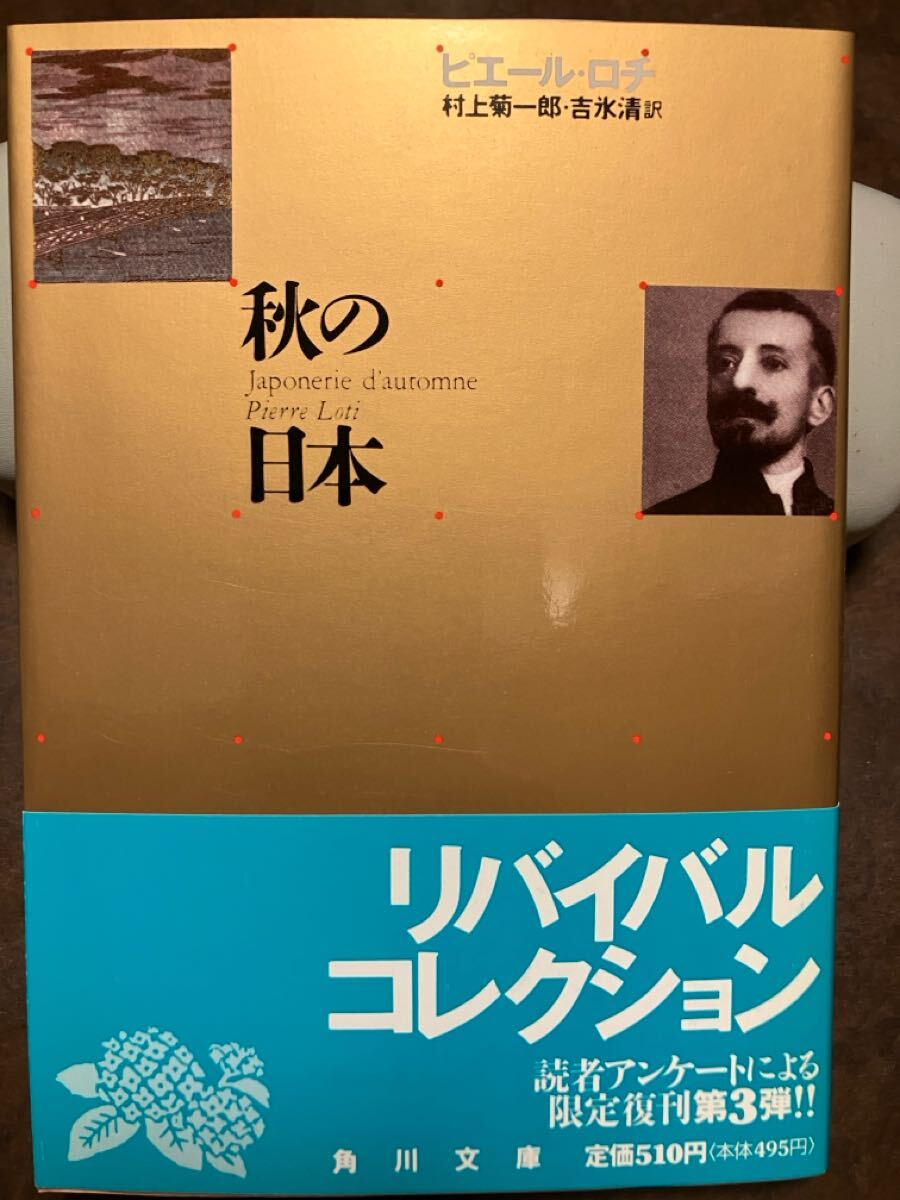 ピエール・ロチ
村上菊一郎・吉氷清訳
秋の
Japonerie d'automne
Pierre Loti
日本
リバイバル
コレクション
読者アンケートによる
限定復刊第3弾!!
角川文庫 定価510円〈本体495円〉